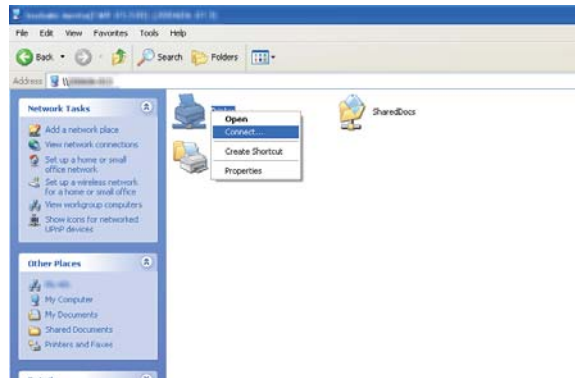 File Edit View Favorites Tools Help
Back Search Folders
Address \\
Network Tasks
Add a network place
View network connections
Set up a home or small
office network
Set up a wireless network
for a home or small office
View workgroup computers
Show icons for networked
UPnP devices
Other Places
My Computer
My Documents
Shared Documents
Printers and Faxes
Open
Connect...
Create Shortcut
Properties
SharedDocs